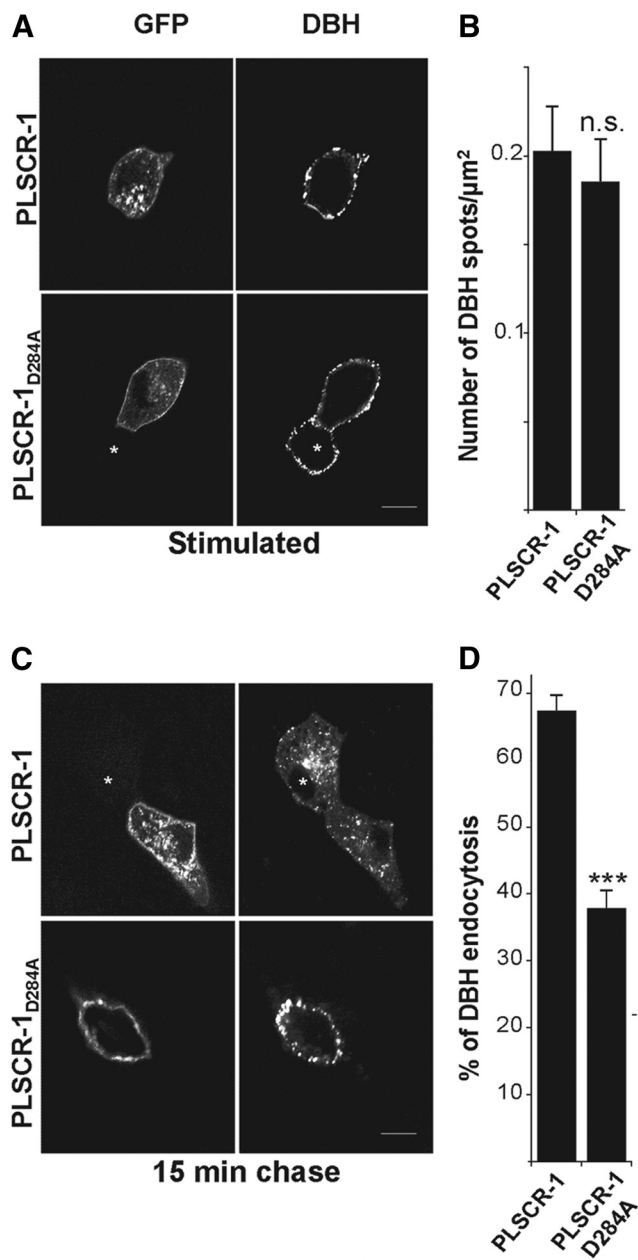 A
GFP
DBH
PLSCR-1
*
*
PLSCR-1D284A
Stimulated
B
n.s.
0.2
0.1
Number of DBH spots/µm²
PLSCR-1
PLSCR-1
D284A
C
PLSCR-1
*
*
PLSCR-1D284A
15 min chase
D
70
60
50
40
30
20
10
***
% of DBH endocytosis
PLSCR-1
PLSCR-1
D284A